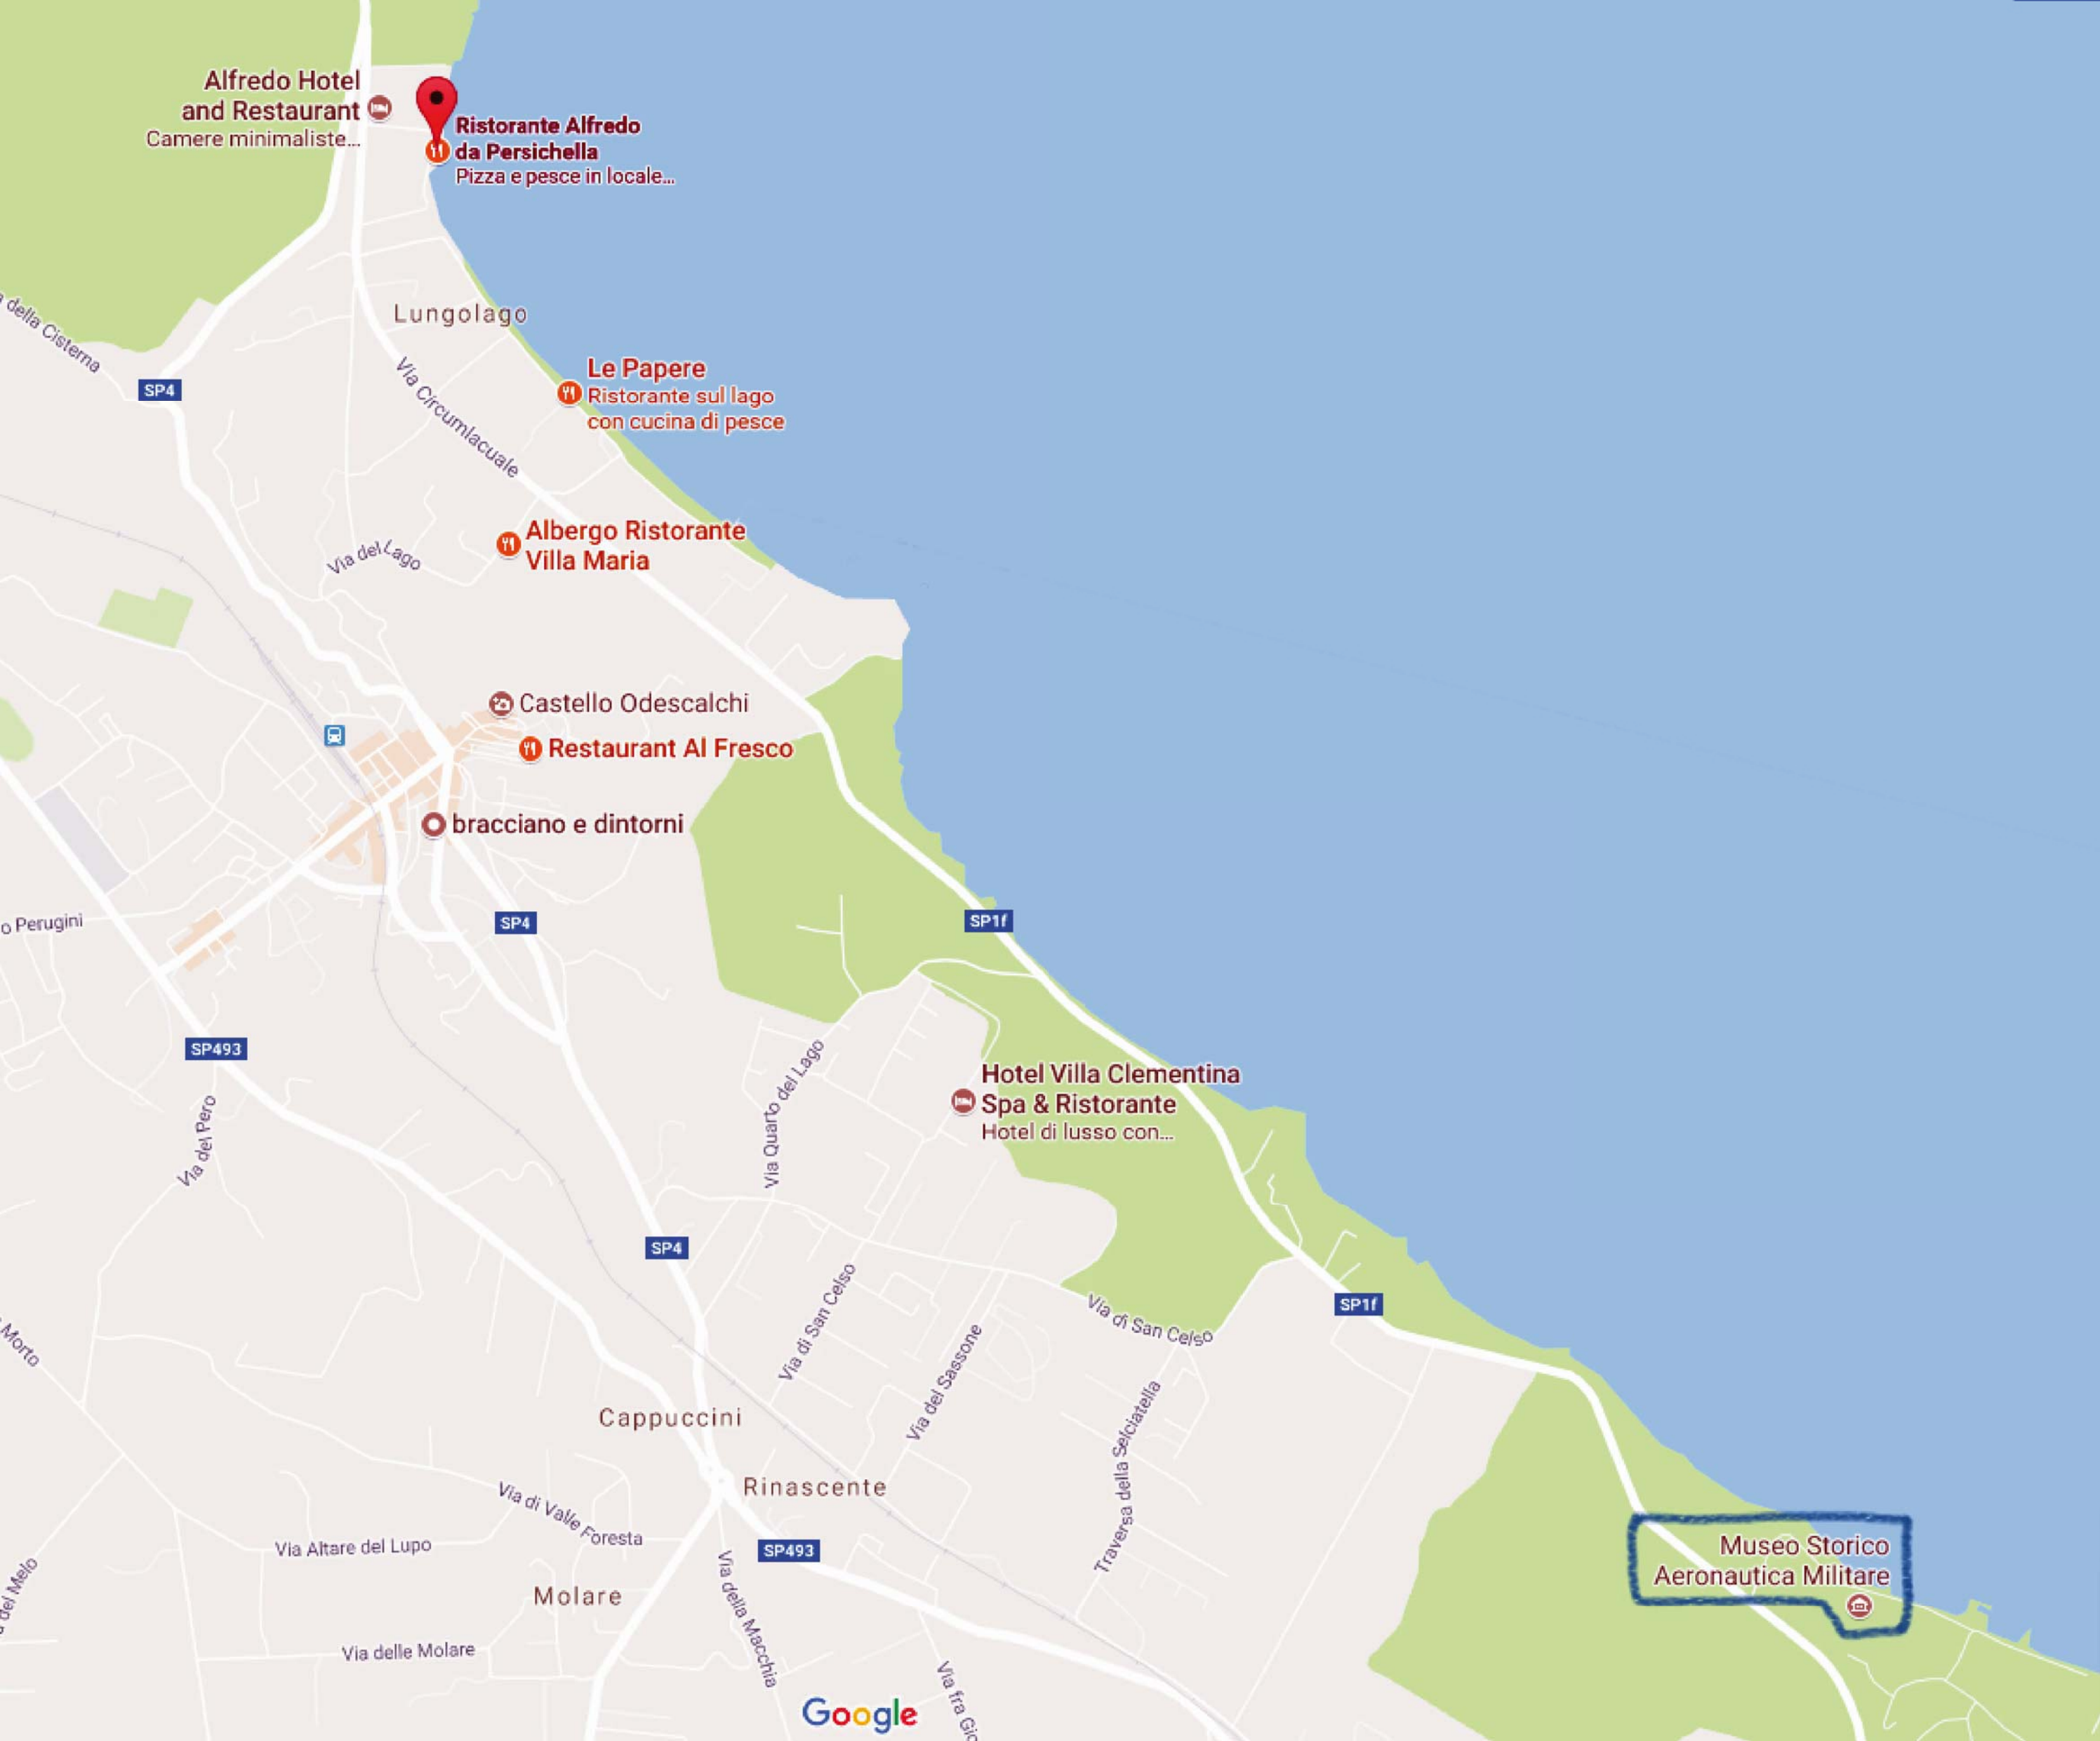 Alfredo Hotel
and Restaurant
Camere minimaliste...
Ristorante Alfredo
da Persichella
Pizza e pesce in locale...
Lungolago
della Cisterna
SP4
Via Circumlacuale
Le Papere
Ristorante sul lago
con cucina di pesce
Albergo Ristorante
Villa Maria
Via del Lago
Castello Odescalchi
Restaurant Al Fresco
bracciano e dintorni
o Perugini
SP4
SP1f
SP493
Via del Pero
Via Quarto del Lago
Hotel Villa Clementina
Spa & Ristorante
Hotel di lusso con...
SP4
Via di San Celso
Via di San Celso
SP1f
Morto
Via del Sassone
Traversa della Selciatella
Cappuccini
Rinascente
Via di Valle Foresta
Via Altare del Lupo
SP493
Museo Storico
Aeronautica Militare
del Melo
Molare
Via della Macchia
Via delle Molare
Via fra Gio
Google